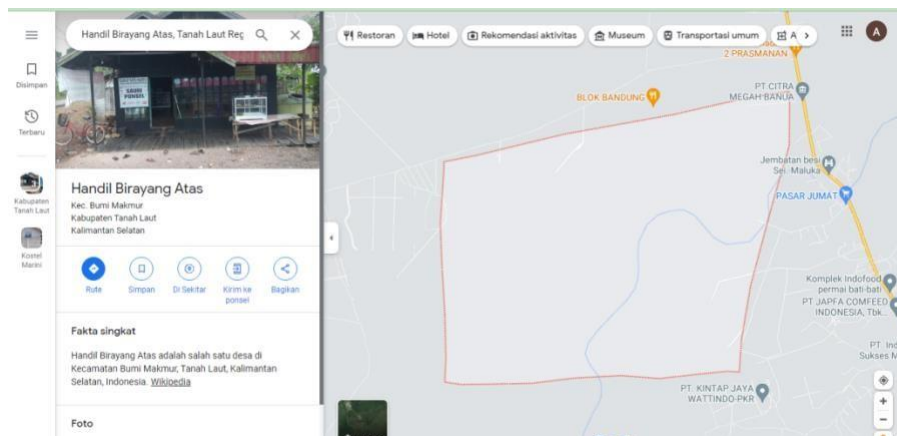 Handil Birayang Atas, Tanah Laut Reg
Disimpan
Terbaru
Kabupaten
Tanah Laut
Kostel
Marini
Handil Birayang Atas
Kec. Bumi Makmur
Kabupaten Tanah Laut
Kalimantan Selatan
Rute
Simpan
Di Sekitar
Kirim ke
ponsel
Bagikan
Fakta singkat
Handil Birayang Atas adalah salah satu desa di
Kecamatan Bumi Makmur, Tanah Laut, Kalimantan
Selatan, Indonesia. Wikipedia
Foto
Restoran
Hotel
Rekomendasi aktivitas
Museum
Transportasi umum
A
A
2 PRASMANAN
BLOK BANDUNG
PT.CITRA
MEGAH BANUA
Jembatan besi
Sei. Maluka
PASAR JUMAT
Komplek Indofood
permai bati-bati
PT JAPFA COMFEED
INDONESIA, Tbk...
PT. Ind
Sukses M
PT. KINTAP JAYA
WATTINDO-PKR